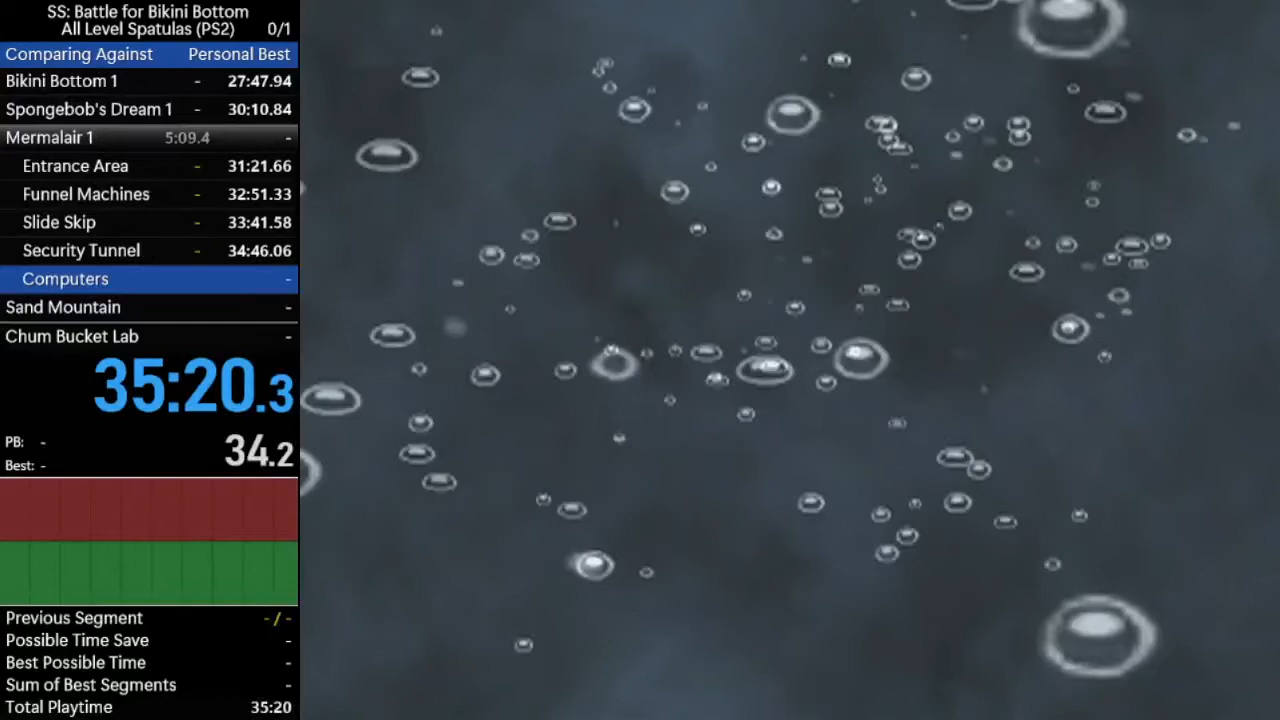 SS: Battle for Bikini Bottom
All Level Spatulas (PS2) 0/1
Comparing Against Personal Best
Bikini Bottom 1 - 27:47.94
Spongebob's Dream 1 - 30:10.84
Mermalair 1 5:09.4 -
Entrance Area - 31:21.66
Funnel Machines - 32:51.33
Slide Skip - 33:41.58
Security Tunnel - 34:46.06
Computers -
Sand Mountain -
Chum Bucket Lab -
35:20.3
PB: - 34.2
Best: -
Previous Segment - / -
Possible Time Save -
Best Possible Time -
Sum of Best Segments -
Total Playtime 35:20